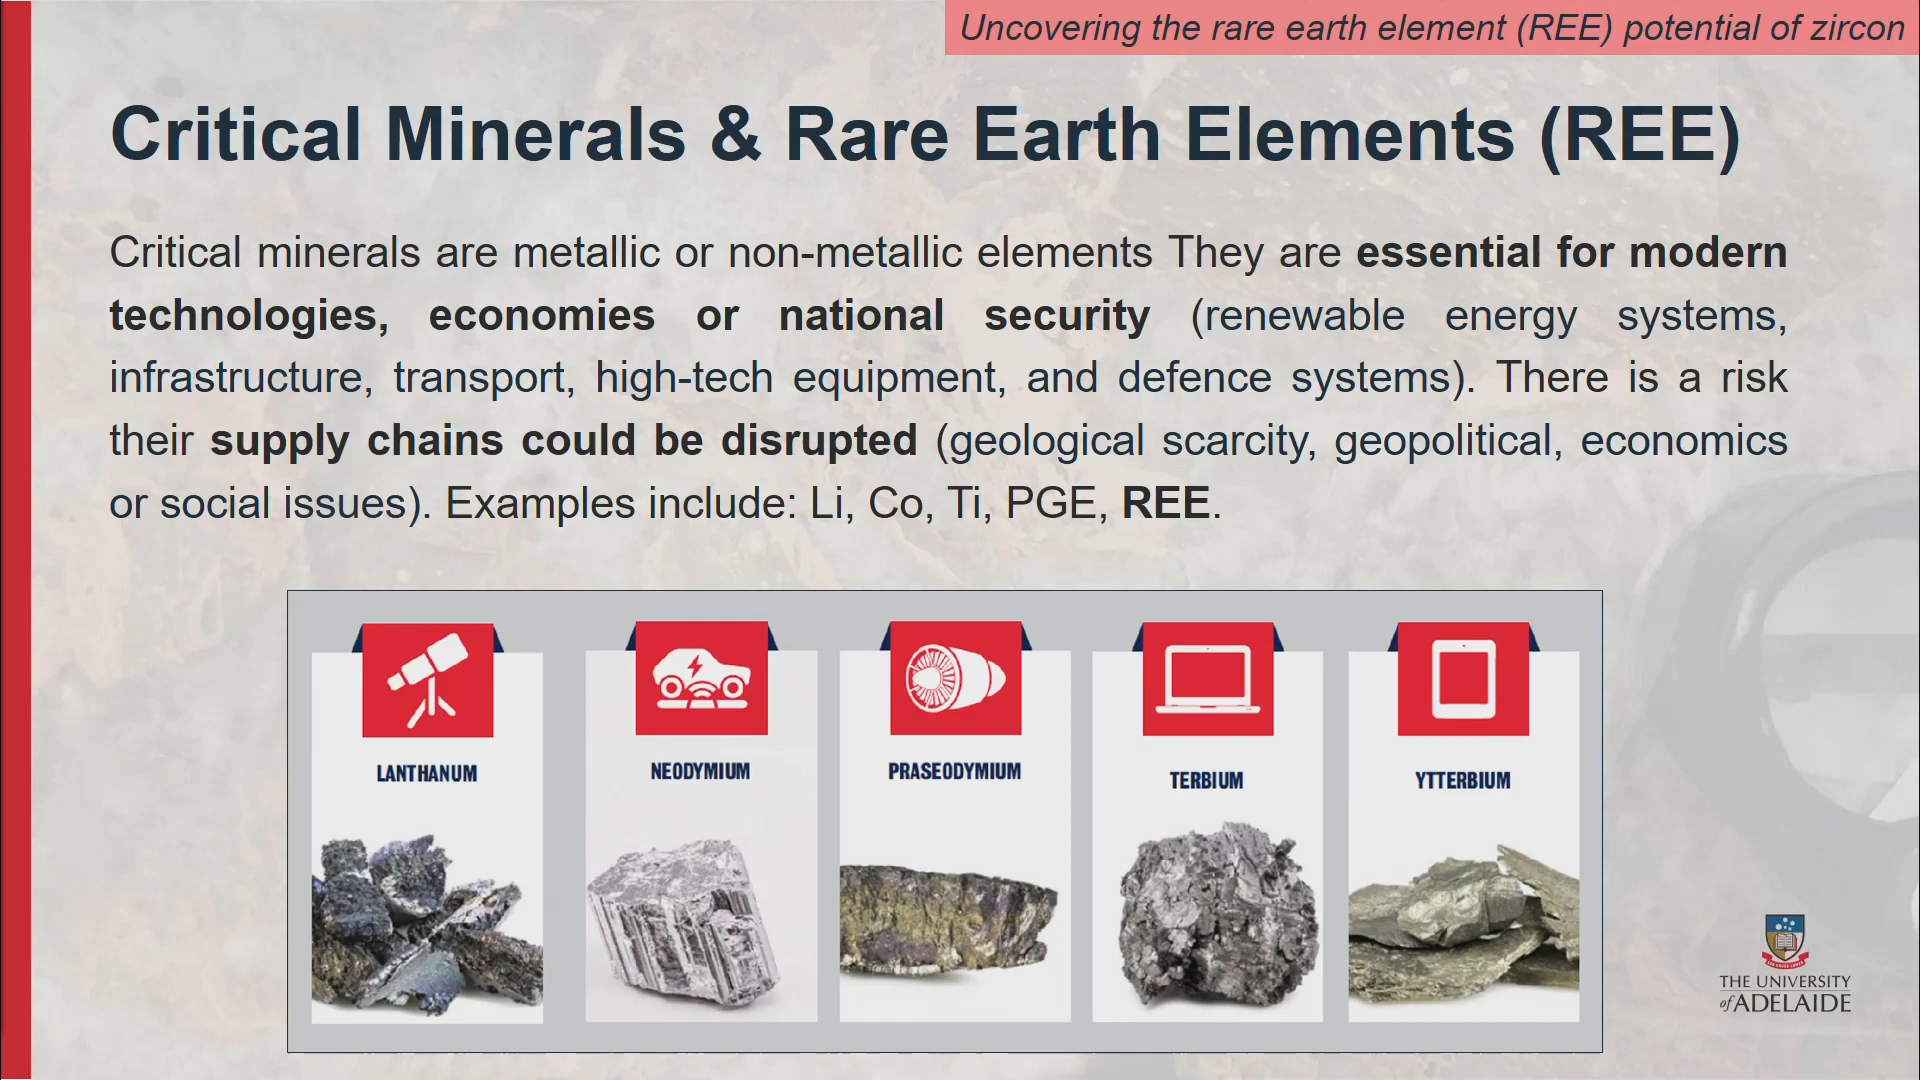 Uncovering the rare earth element (REE) potential of zircon
Critical Minerals & Rare Earth Elements (REE)
Critical minerals are metallic or non-metallic elements They are essential for modern
technologies, economies or national security (renewable energy systems,
infrastructure, transport, high-tech equipment, and defence systems). There is a risk
their supply chains could be disrupted (geological scarcity, geopolitical, economics
or social issues). Examples include: Li, Co, Ti, PGE, REE.
LANTHANUM
NEODYMIUM
PRASEODYMIUM
TERBIUM
YTTERBIUM
THE UNIVERSITY
of ADELAIDE